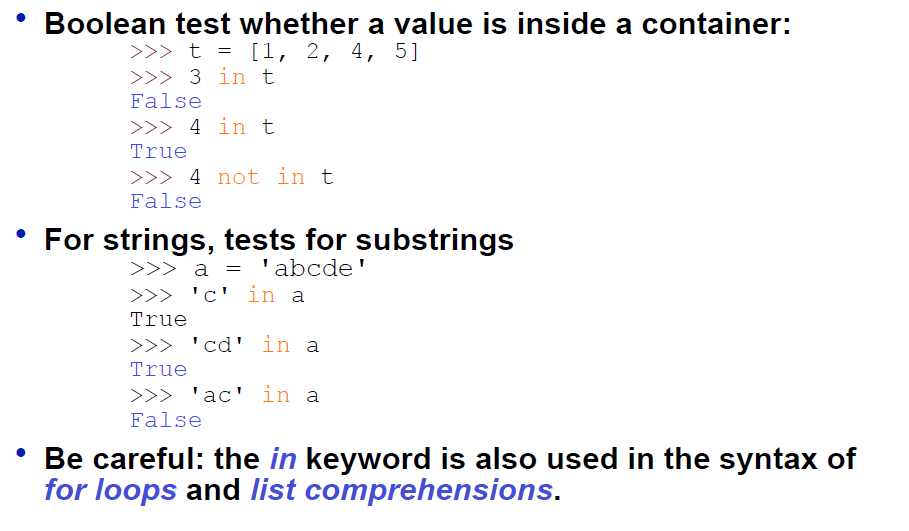 • Boolean test whether a value is inside a container:
>>> t = [1, 2, 4, 5]
>>> 3 in t
False
>>> 4 in t
True
>>> 4 not in t
False
• For strings, tests for substrings
>>> a = 'abcde'
>>> 'c' in a
True
>>> 'cd' in a
True
>>> 'ac' in a
False
• Be careful: the in keyword is also used in the syntax of
for loops and list comprehensions.